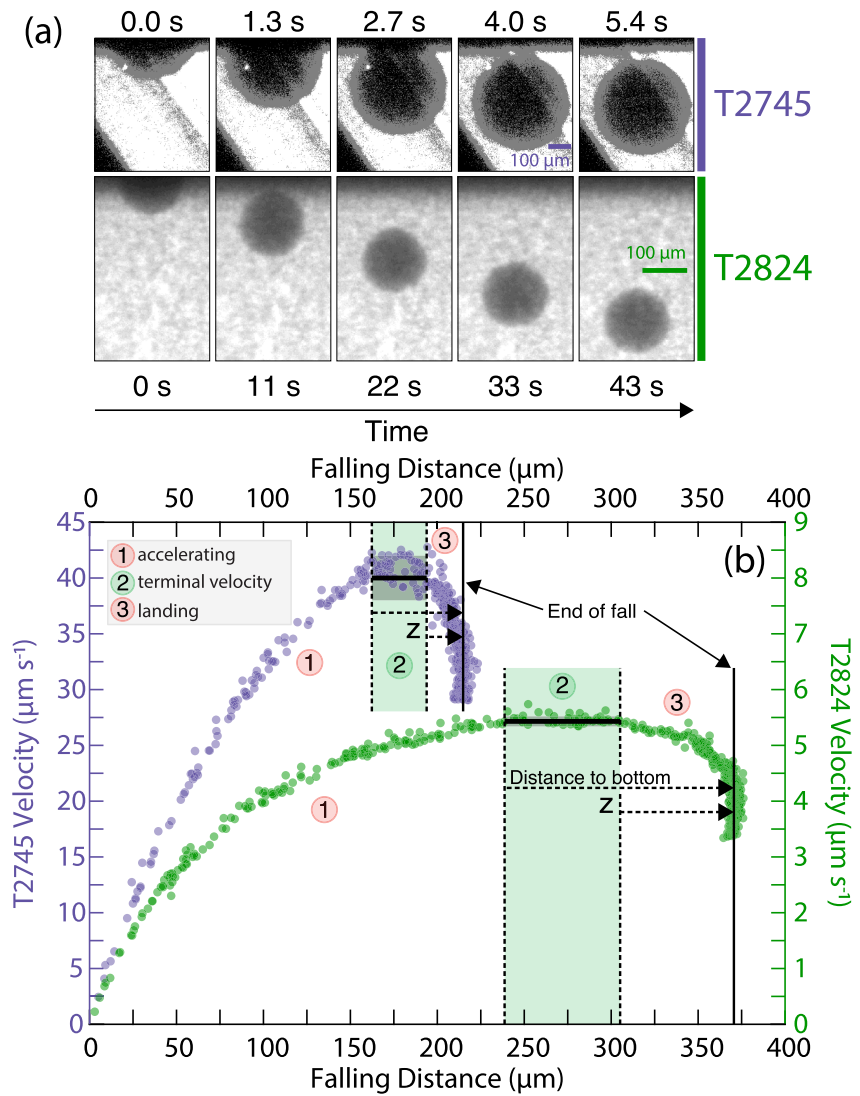 (a)
0.0 s 1.3 s 2.7 s 4.0 s 5.4 s
T2745
100 µm
100 µm
T2824
0 s 11 s 22 s 33 s 43 s
Time
Falling Distance (µm)
0 50 100 150 200 250 300 350 400
T2745 Velocity (µm s⁻¹)
45
40
35
30
25
20
15
10
5
0
1 accelerating
2 terminal velocity
3 landing
3
(b)
End of fall
z
1
2
2
3
Distance to bottom
z
1
T2824 Velocity (µm s⁻¹)
9
8
7
6
5
4
3
2
1
0
0 50 100 150 200 250 300 350 400
Falling Distance (µm)